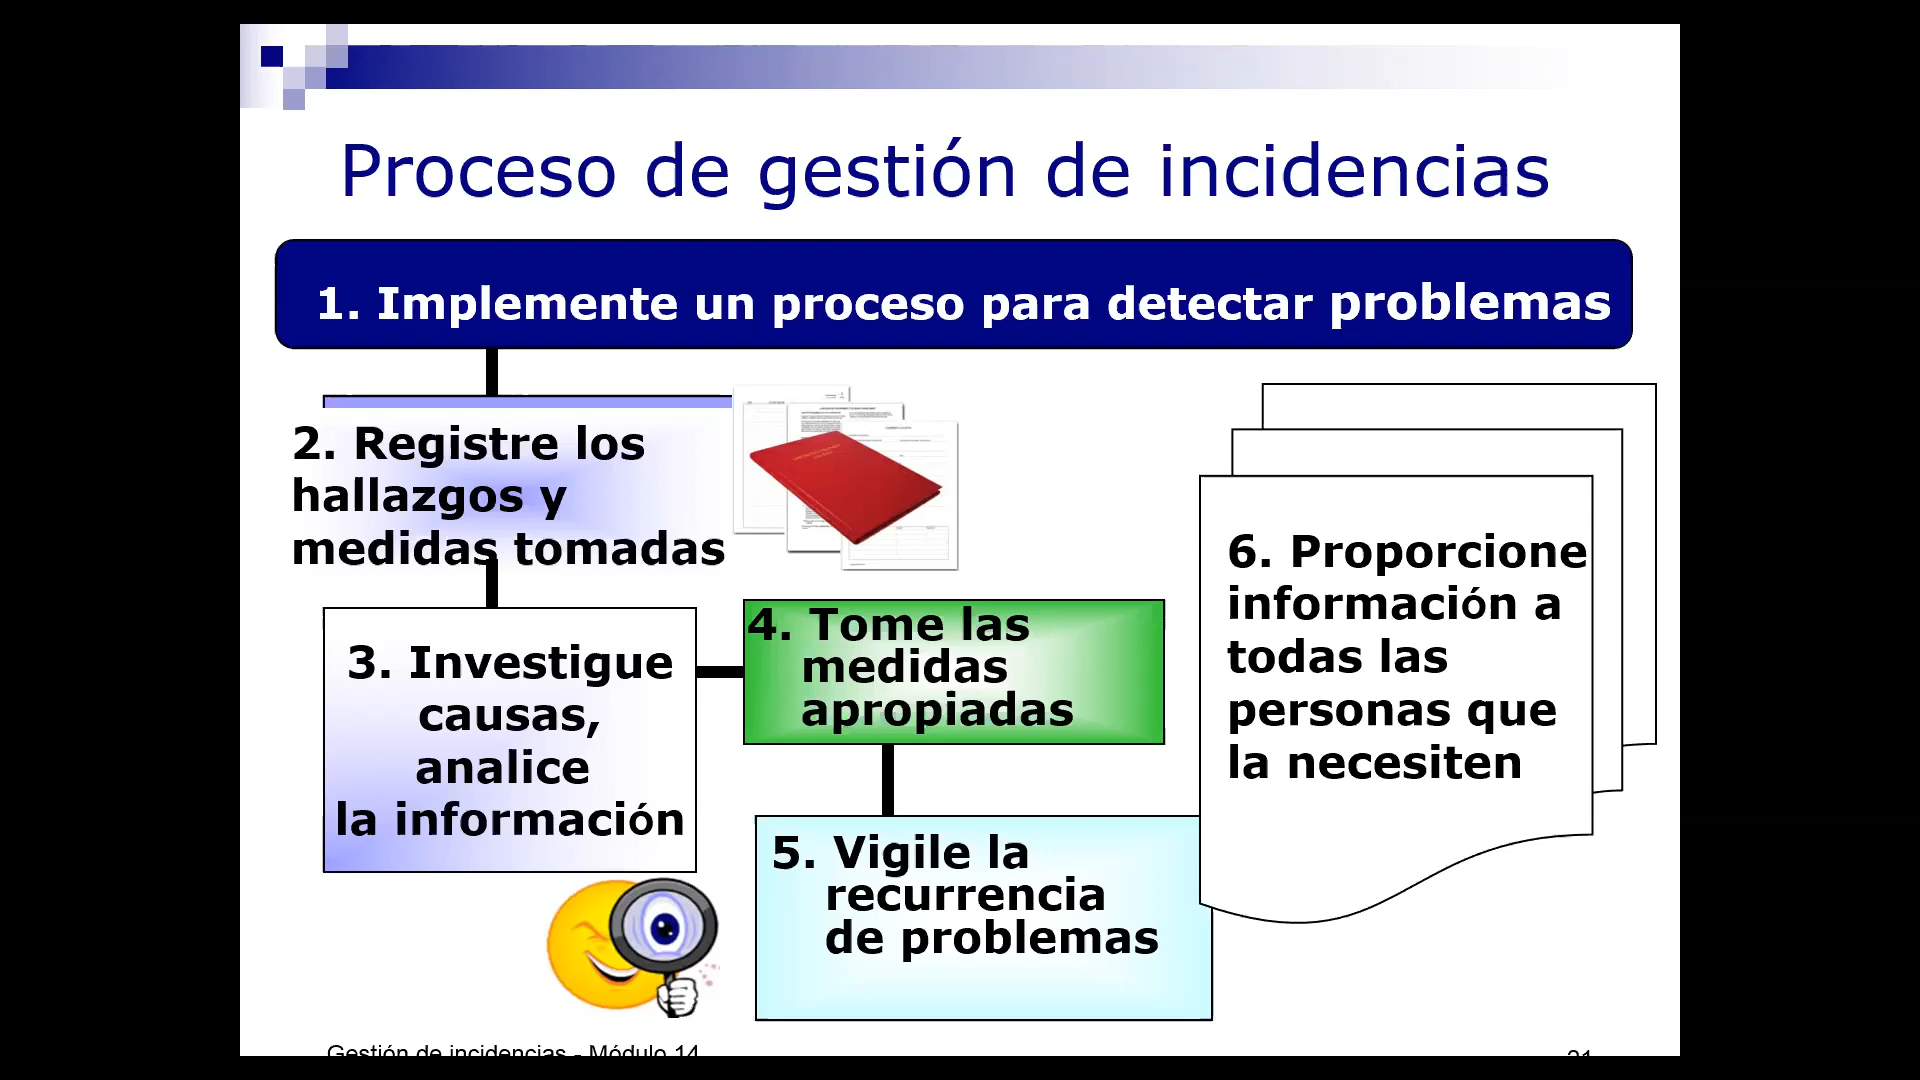 Proceso de gestión de incidencias
1. Implemente un proceso para detectar problemas
2. Registre los
hallazgos y
medidas tomadas
3. Investigue
causas,
analice
la información
4. Tome las
medidas
apropiadas
5. Vigile la
recurrencia
de problemas
6. Proporcione
información a
todas las
personas que
la necesiten
Gestión de incidencias - Módulo 14